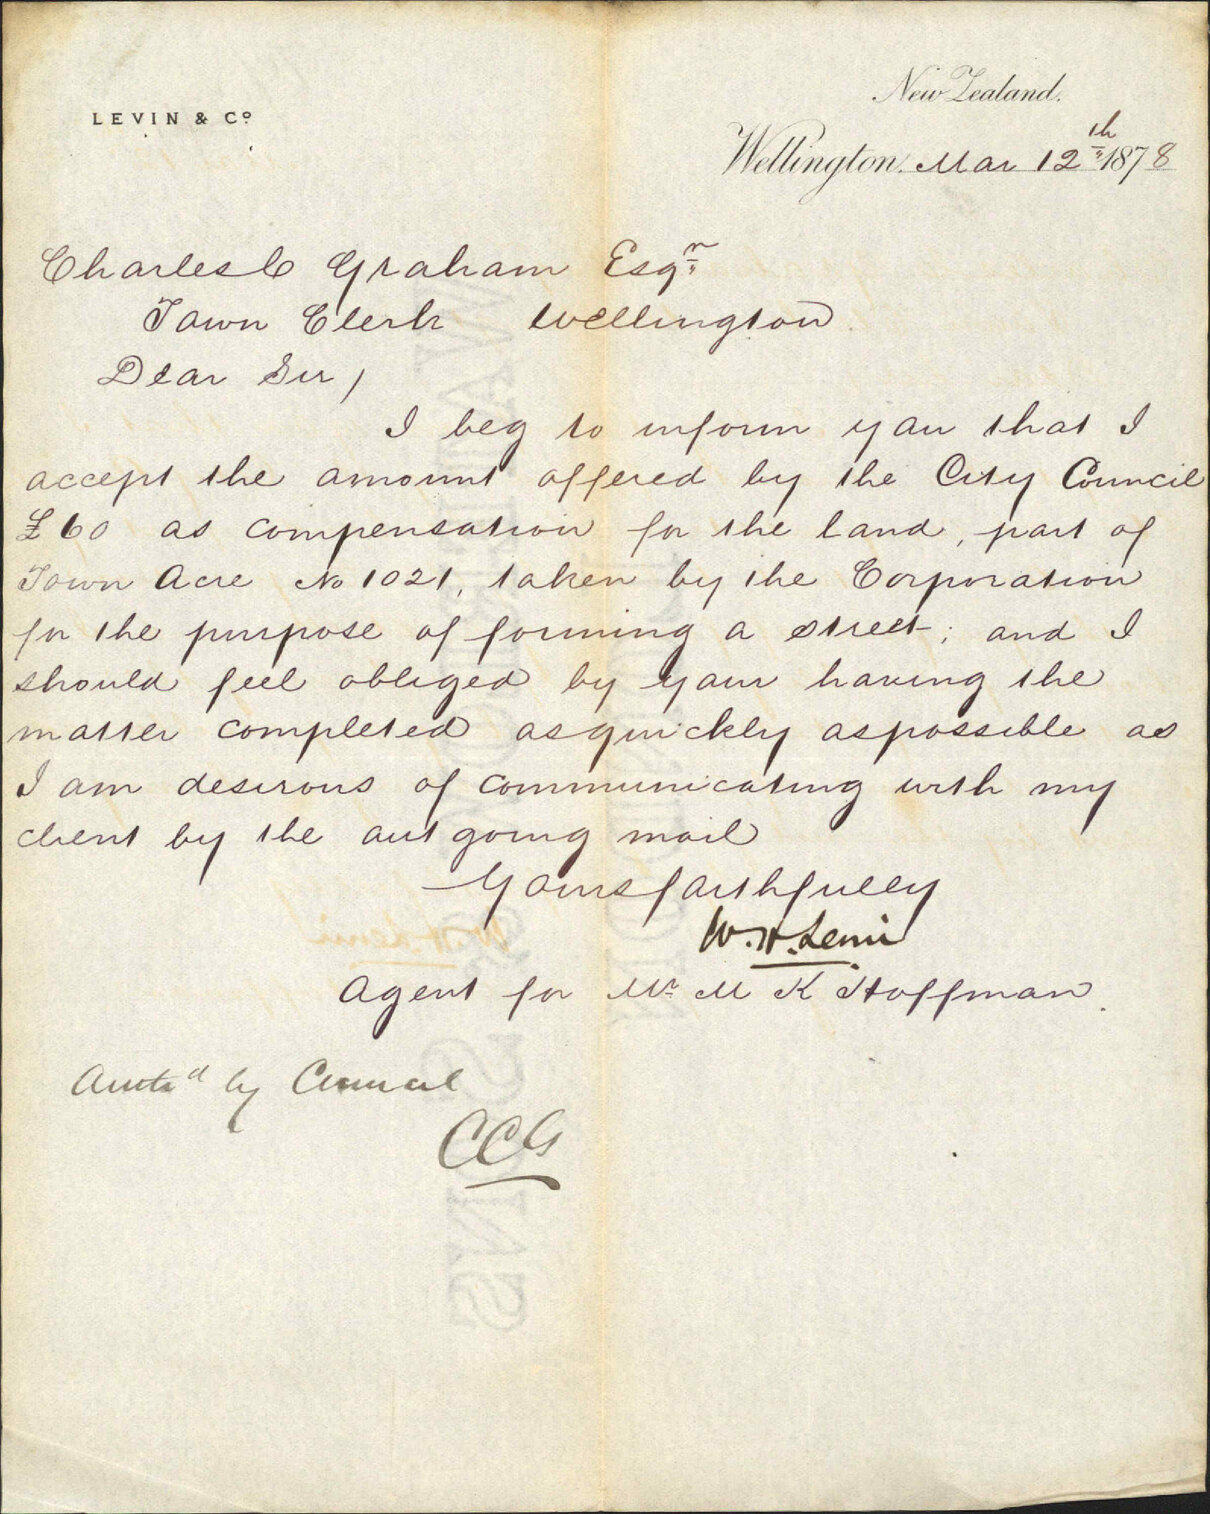 LEVIN & Cº
New Zealand.
Wellington. Mar 12th 1878
Charles C Graham Esqr
Town Clerk Wellington
Dear Sir,
I beg to inform you that I
accept the amount offered by the City Council
£60 as compensation for the land, part of
Town Acre No 1021, taken by the Corporation
for the purpose of forming a street; and I
should feel obliged by your having the
matter completed as quickly as possible as
I am desirous of communicating with my
client by the out going mail
Yours faithfully
W. H. Levin
Agent for Mr M K Hoffman.
by Council
CCG